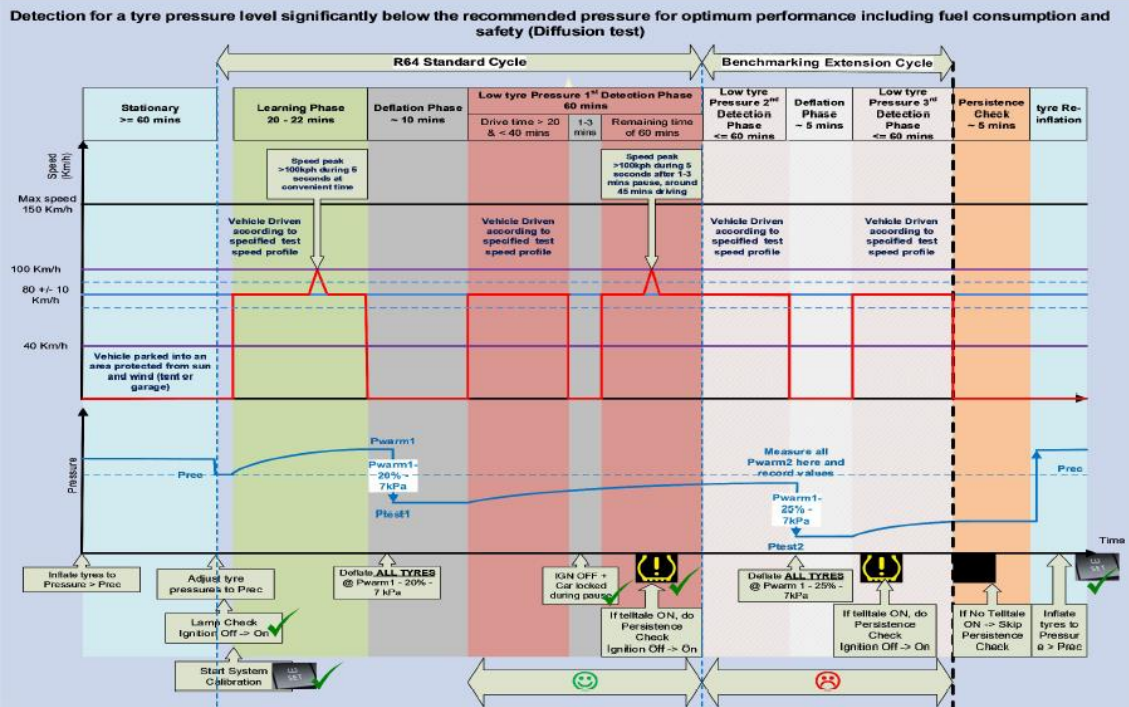 Detection for a tyre pressure level significantly below the recommended pressure for optimum performance including fuel consumption and
safety (Diffusion test)
R64 Standard Cycle
Benchmarking Extension Cycle
Stationary
>= 60 mins
Learning Phase
20 - 22 mins
Deflation Phase
~ 10 mins
Low tyre Pressure 1st Detection Phase
60 mins
Drive time > 20
& < 40 mins
1-3
mins
Remaining time
of 60 mins
Low tyre
Pressure 2nd
Detection
Phase
<= 60 mins
Deflation
Phase
~ 5 mins
Low tyre
Pressure 3rd
Detection
Phase
<= 60 mins
Persistence
Check
~ 5 mins
tyre Re-
inflation
Speed
(Km/h)
Speed peak
>100kph during 5
seconds at
convenient time
Speed peak
>100kph during 5
seconds after 1-3
mins pause, around
45 mins driving
Max speed
150 Km/h
Vehicle Driven
according to
specified test
speed profile
Vehicle Driven
according to
specified test
speed profile
Vehicle Driven
according to
specified test
speed profile
Vehicle Driven
according to
specified test
speed profile
100 Km/h
80 +/- 10
Km/h
40 Km/h
Vehicle parked into an
area protected from sun
and wind (tent or
garage)
Pressure
Prec
Pwarm1
Pwarm1-
20% -
7kPa
Ptest1
Measure all
Pwarm2 here and
record values
Pwarm1-
25% -
7kPa
Ptest2
Prec
Time
Inflate tyres to
Pressure > Prec
Adjust tyre
pressures to Prec
Lamp Check
Ignition Off -> On
Start System
Calibration
SET
Deflate ALL TYRES
@ Pwarm1 - 20% -
7 kPa
IGN OFF +
Car locked
during pause
If telltale ON, do
Persistence
Check
Ignition Off -> On
Deflate ALL TYRES
@ Pwarm 1 - 25% -
7kPa
If telltale ON, do
Persistence
Check
Ignition Off -> On
If No Telltale
ON -> Skip
Persistence
Check
Inflate
tyres to
Pressur
e > Prec
SET